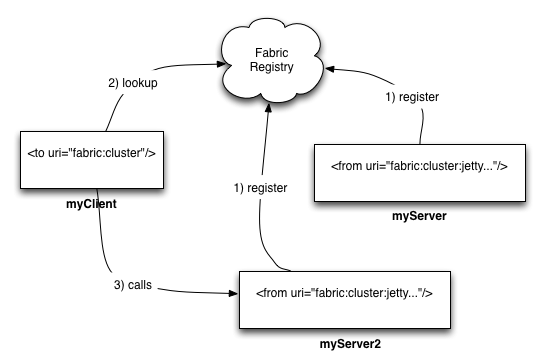 Fabric
Registry
2) lookup
1) register
<to uri="fabric:cluster"/>
<from uri="fabric:cluster:jetty..."/>
myClient
1) register
myServer
3) calls
<from uri="fabric:cluster:jetty..."/>
myServer2